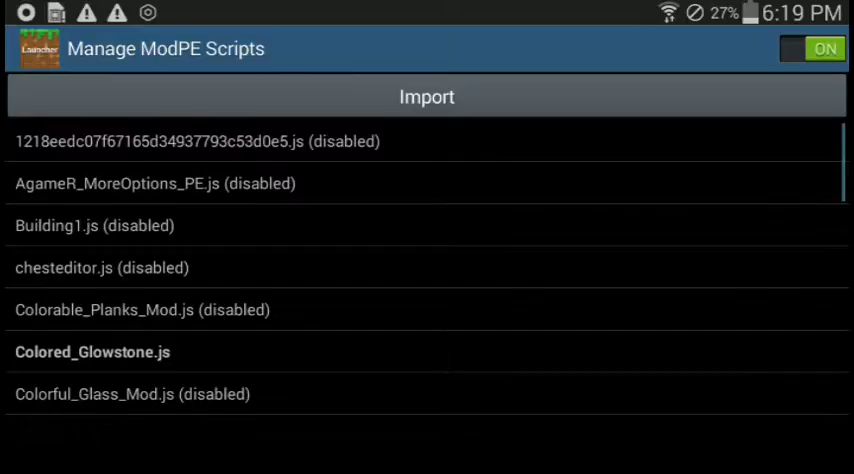 27% 6:19 PM
Launcher Manage ModPE Scripts ON
Import
1218eedc07f67165d34937793c53d0e5.js (disabled)
AgameR_MoreOptions_PE.js (disabled)
Building1.js (disabled)
chesteditor.js (disabled)
Colorable_Planks_Mod.js (disabled)
Colored_Glowstone.js
Colorful_Glass_Mod.js (disabled)